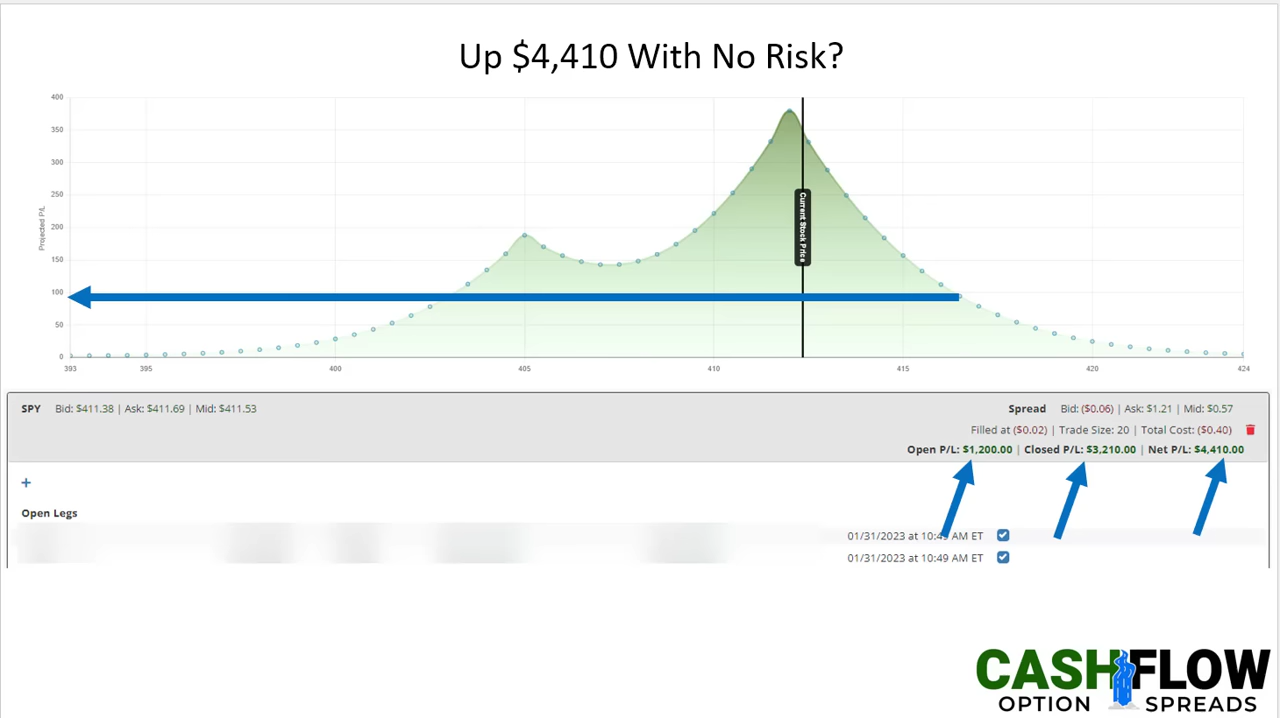 Up $4,410 With No Risk?
400
350
300
250
200
150
100
50
0
Projected P/L
Current Stock Price
393 395 400 405 410 415 420 424
SPY Bid: $411.38 | Ask: $411.69 | Mid: $411.53
Spread Bid: ($0.06) | Ask: $1.21 | Mid: $0.57
Filled at ($0.02) | Trade Size: 20 | Total Cost: ($0.40)
Open P/L: $1,200.00 | Closed P/L: $3,210.00 | Net P/L: $4,410.00
+
Open Legs
01/31/2023 at 10:49 AM ET
01/31/2023 at 10:49 AM ET
CASHFLOW
OPTION SPREADS